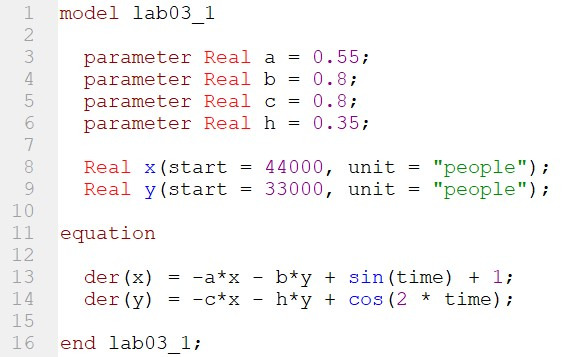 1 model lab03_1
2
3   parameter Real a = 0.55;
4   parameter Real b = 0.8;
5   parameter Real c = 0.8;
6   parameter Real h = 0.35;
7
8   Real x(start = 44000, unit = "people");
9   Real y(start = 33000, unit = "people");
10
11 equation
12
13   der(x) = -a*x - b*y + sin(time) + 1;
14   der(y) = -c*x - h*y + cos(2 * time);
15
16 end lab03_1;